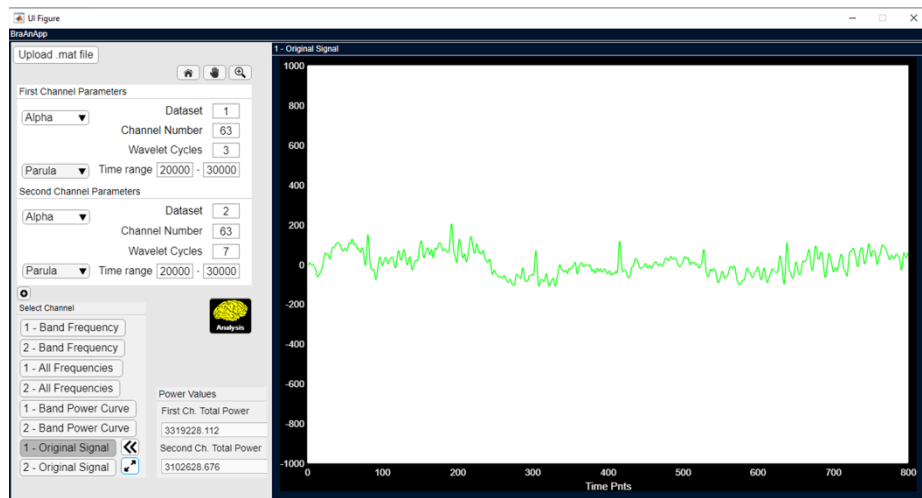 UI Figure
BraAnApp
Upload .mat file
First Channel Parameters
Alpha
Dataset 1
Channel Number 63
Wavelet Cycles 3
Parula Time range 20000 - 30000
Second Channel Parameters
Alpha
Dataset 2
Channel Number 63
Wavelet Cycles 7
Parula Time range 20000 - 30000
Select Channel
Analysis
1 - Band Frequency
2 - Band Frequency
1 - All Frequencies
2 - All Frequencies
1 - Band Power Curve
2 - Band Power Curve
1 - Original Signal
2 - Original Signal
Power Values
First Ch. Total Power
3319228.112
Second Ch. Total Power
3102628.676
1 - Original Signal
1000
800
600
400
200
0
-200
-400
-600
-800
-1000
0 100 200 300 400 500 600 700 800
Time Pnts